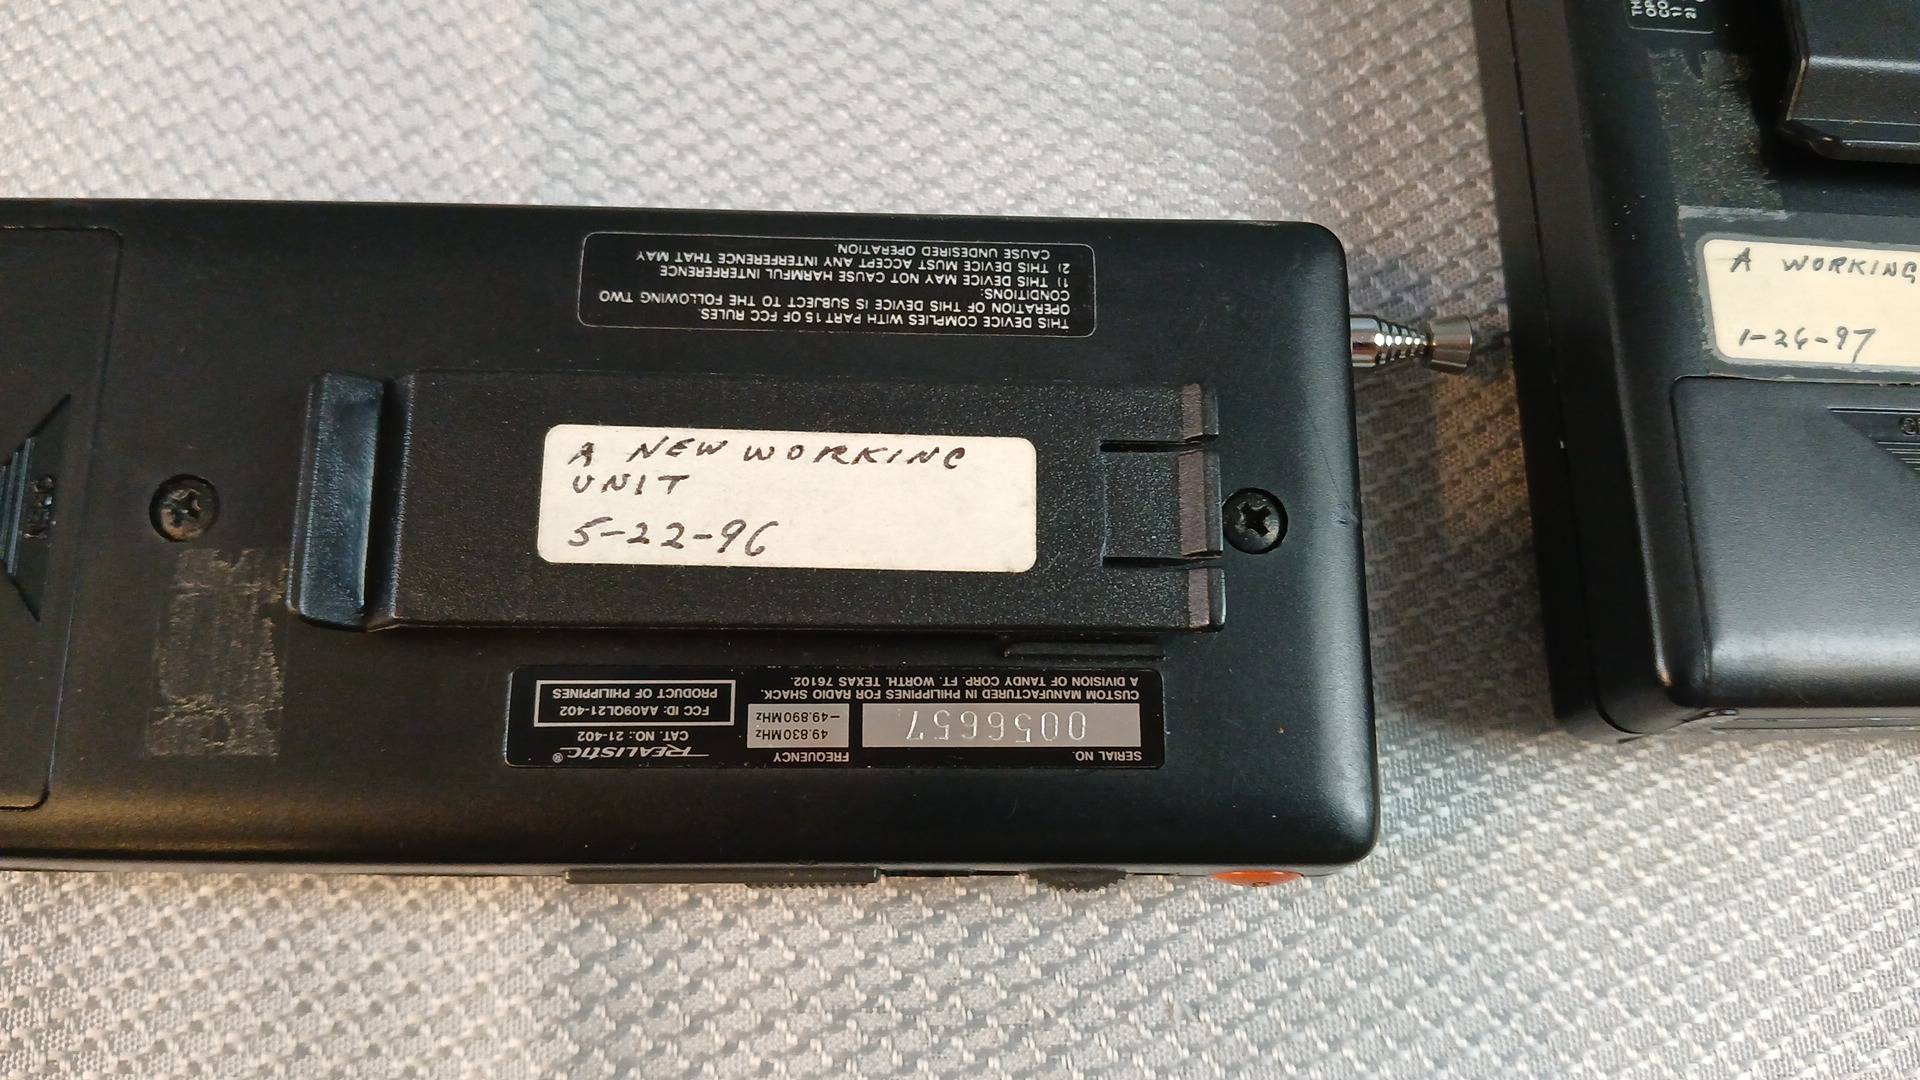 THIS DEVICE COMPLIES WITH PART 15 OF FCC RULES.
OPERATION OF THIS DEVICE IS SUBJECT TO THE FOLLOWING TWO
CONDITIONS:
1) THIS DEVICE MAY NOT CAUSE HARMFUL INTERFERENCE
2) THIS DEVICE MUST ACCEPT ANY INTERFERENCE THAT MAY
CAUSE UNDESIRED OPERATION.
A NEW WORKING
UNIT
5-22-96
SERIAL NO.
0056657
FREQUENCY
49.830MHz
—49.890MHz
REALISTIC®
CAT. NO.: 21-402
FCC ID: AAO9QL21-402
PRODUCT OF PHILIPPINES
CUSTOM MANUFACTURED IN PHILIPPINES FOR RADIO SHACK,
A DIVISION OF TANDY CORP. FT. WORTH, TEXAS 76102.
OPEN
A WORKING
1-26-97